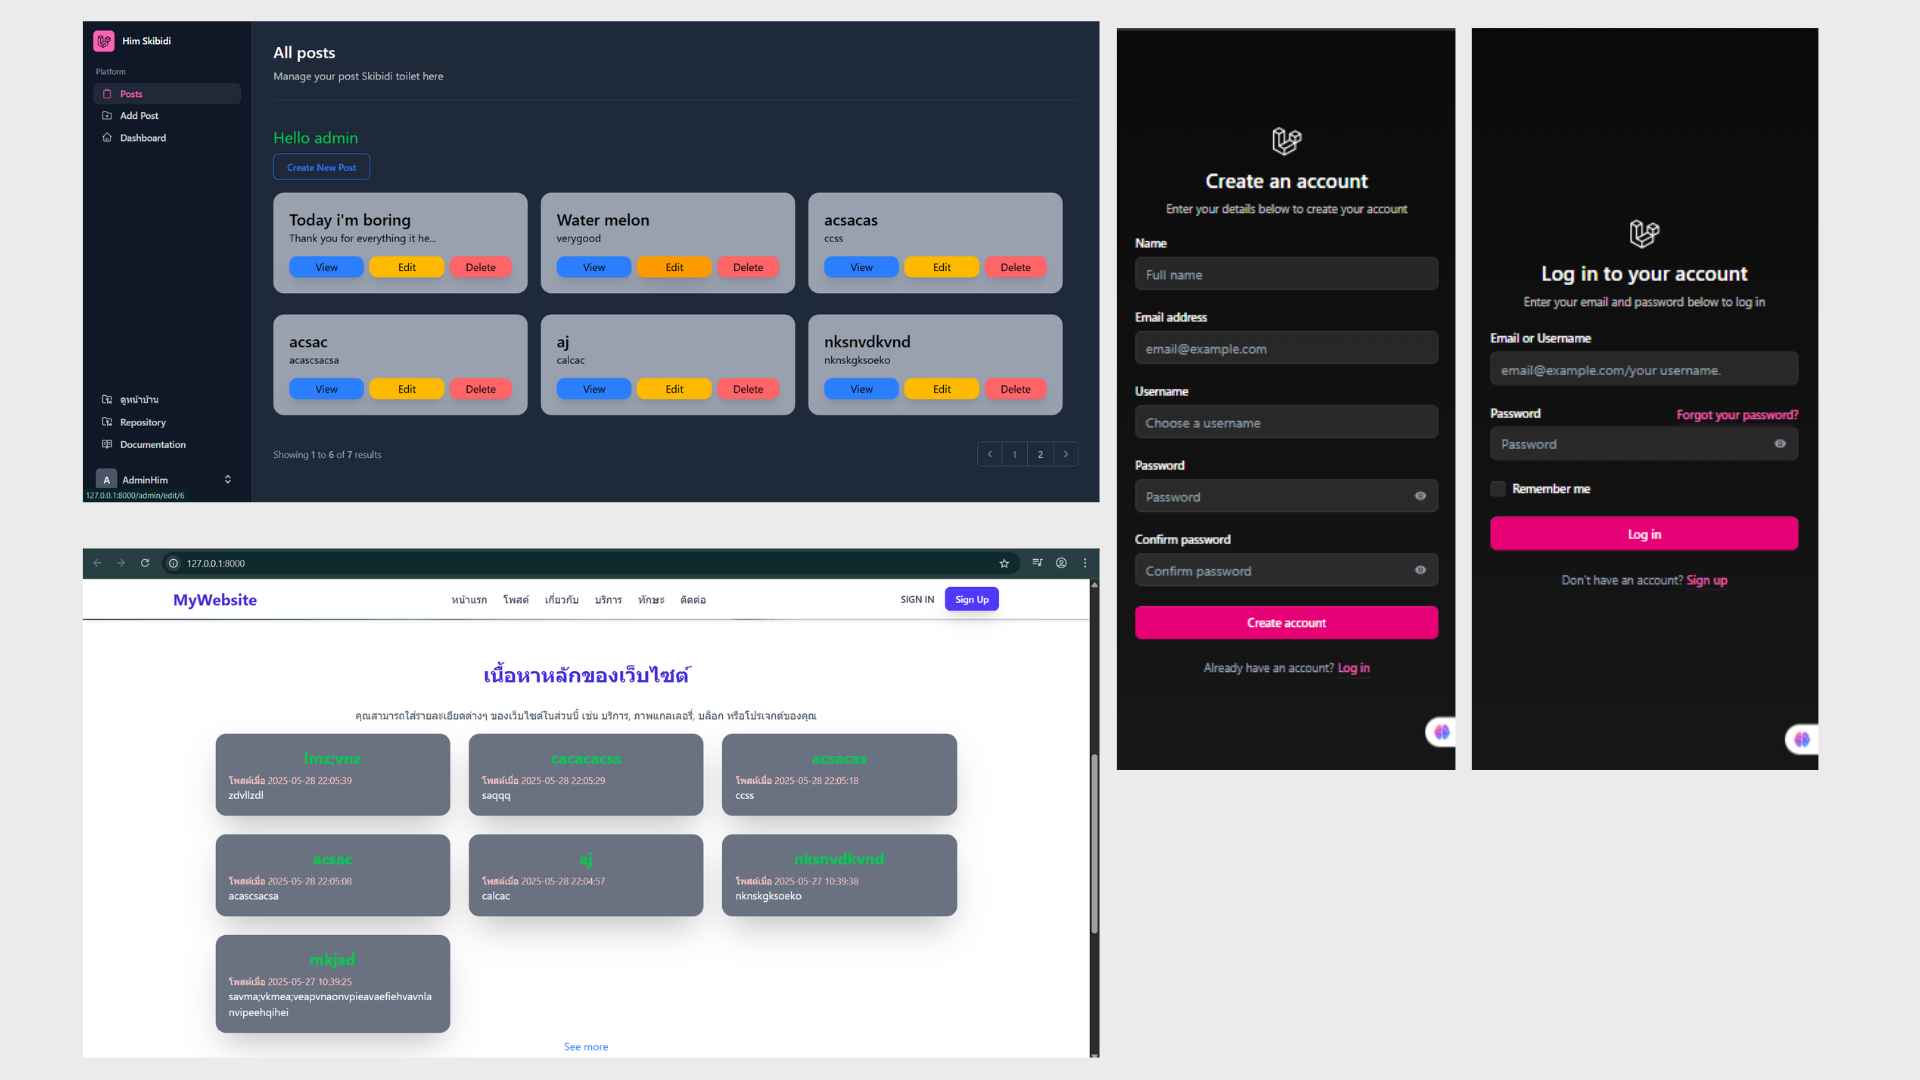 Him Skibidi
Platform
Posts
Add Post
Dashboard
ดูหน้าบ้าน
Repository
Documentation
A AdminHim
127.0.0.1:8000/admin/edit/6
All posts
Manage your post Skibidi toilet here
Hello admin
Create New Post
Today i'm boring
Thank you for everything it he...
View Edit Delete
Water melon
verygood
View Edit Delete
acsacas
ccss
View Edit Delete
acsac
acascsacsa
View Edit Delete
aj
calcac
View Edit Delete
nksnvdkvnd
nknskgksoeko
View Edit Delete
Showing 1 to 6 of 7 results
1 2
127.0.0.1:8000
MyWebsite
หน้าแรก โพสต์ เกี่ยวกับ บริการ ทักษะ ติดต่อ
SIGN IN Sign Up
เนื้อหาหลักของเว็บไซต์
คุณสามารถใส่รายละเอียดต่างๆ ของเว็บไซต์ในส่วนนี้ เช่น บริการ, ภาพแกลเลอรี่, บล็อก หรือโปรเจกต์ของคุณ
lmz;vnz
โพสต์เมื่อ 2025-05-28 22:05:39
zdvllzdl
cacacacss
โพสต์เมื่อ 2025-05-28 22:05:29
saqqq
acsacas
โพสต์เมื่อ 2025-05-28 22:05:18
ccss
acsac
โพสต์เมื่อ 2025-05-28 22:05:08
acascsacsa
aj
โพสต์เมื่อ 2025-05-28 22:04:57
calcac
nksnvdkvnd
โพสต์เมื่อ 2025-05-27 10:39:38
nknskgksoeko
mkjad
โพสต์เมื่อ 2025-05-27 10:39:25
savma;vkmea;veapvnaonvpieavaefiehvavnla
nvipeehqihei
See more
Create an account
Enter your details below to create your account
Name
Full name
Email address
email@example.com
Username
Choose a username
Password
Password
Confirm password
Confirm password
Create account
Already have an account? Log in
Log in to your account
Enter your email and password below to log in
Email or Username
email@example.com/your username.
Password Forgot your password?
Password
Remember me
Log in
Don't have an account? Sign up